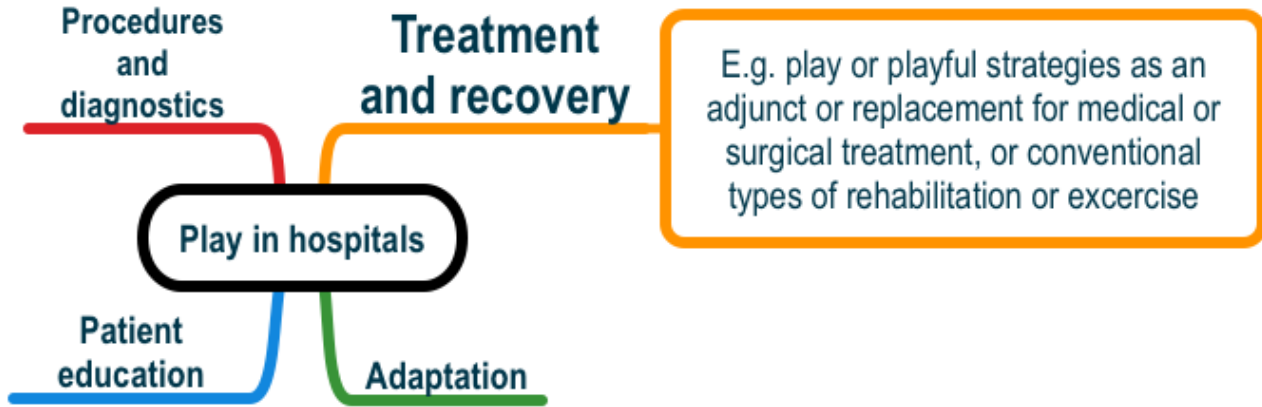 Procedures
and
diagnostics
Treatment
and recovery
E.g. play or playful strategies as an
adjunct or replacement for medical or
surgical treatment, or conventional
types of rehabilitation or excercise
Play in hospitals
Patient
education
Adaptation